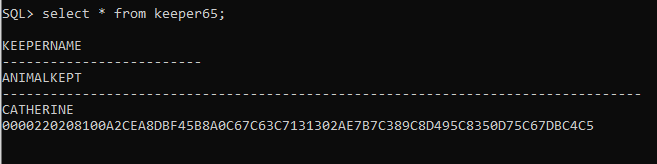 SQL> select * from keeper65;
KEEPERNAME
-------------------------
ANIMALKEPT
--------------------------------------------------------------------------------
CATHERINE
0000220208100A2CEA8DBF45B8A0C67C63C7131302AE7B7C389C8D495C8350D75C67DBC4C5